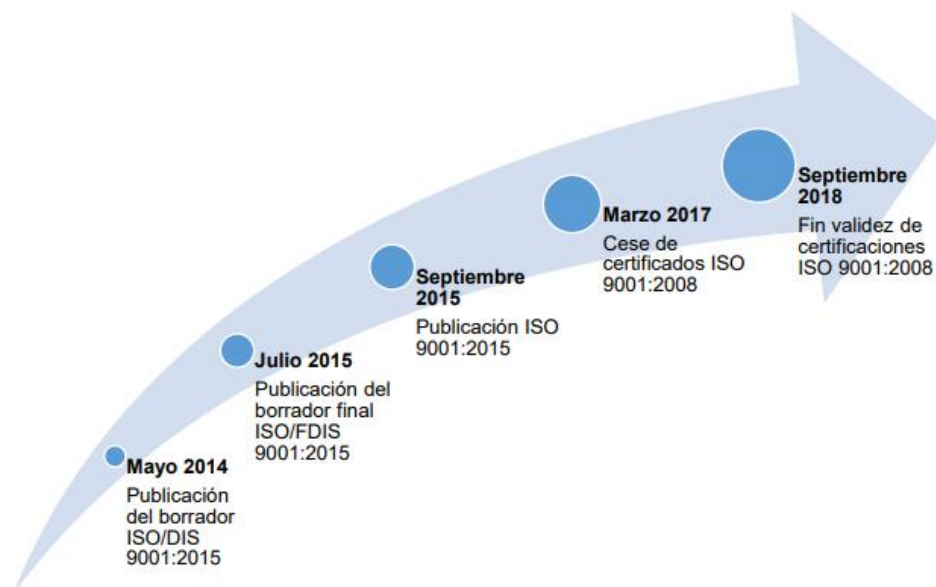 Mayo 2014
Publicación
del borrador
ISO/DIS
9001:2015
Julio 2015
Publicación del
borrador final
ISO/FDIS
9001:2015
Septiembre
2015
Publicación ISO
9001:2015
Marzo 2017
Cese de
certificados ISO
9001:2008
Septiembre
2018
Fin validez de
certificaciones
ISO 9001:2008